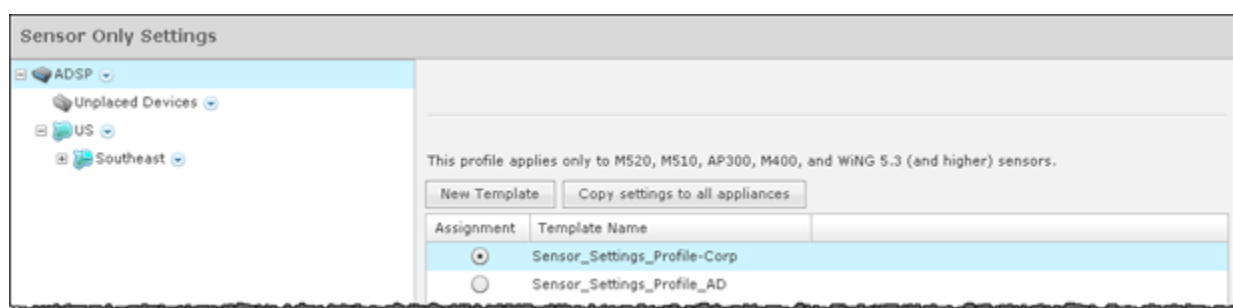 Sensor Only Settings
ADSP
Unplaced Devices
US
Southeast
This profile applies only to M520, M510, AP300, M400, and WiNG 5.3 (and higher) sensors.
New Template Copy settings to all appliances
Assignment Template Name
Sensor_Settings_Profile-Corp
Sensor_Settings_Profile_AD